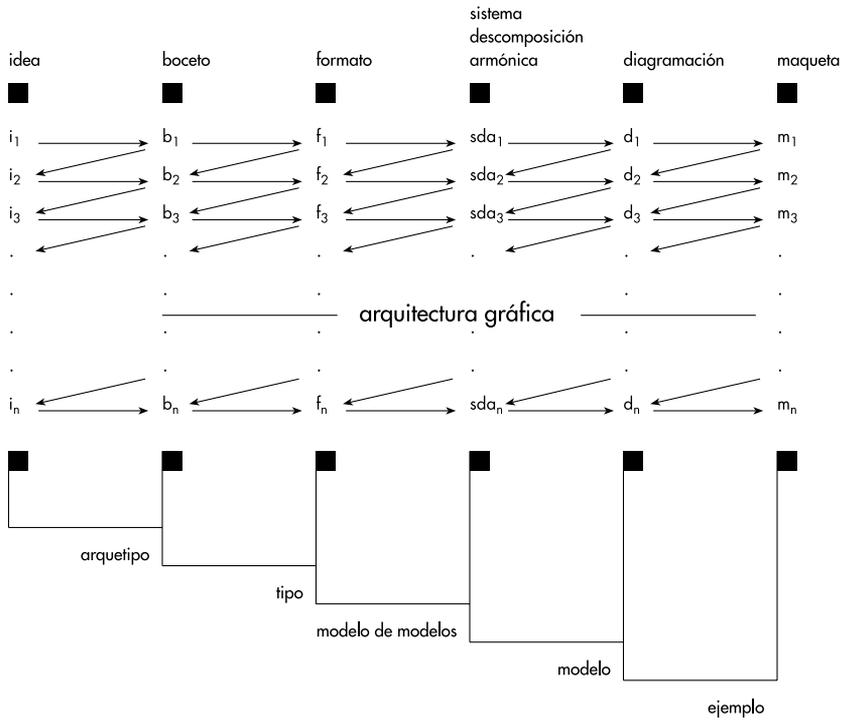 sistema
descomposición
idea boceto formato armónica diagramación maqueta
i1 b1 f1 sda1 d1 m1
i2 b2 f2 sda2 d2 m2
i3 b3 f3 sda3 d3 m3
. . . . . .
. . . . .
arquitectura gráfica
. . . . . .
. . . . . .
in bn fn sdan dn mn
arquetipo
tipo
modelo de modelos
modelo
ejemplo